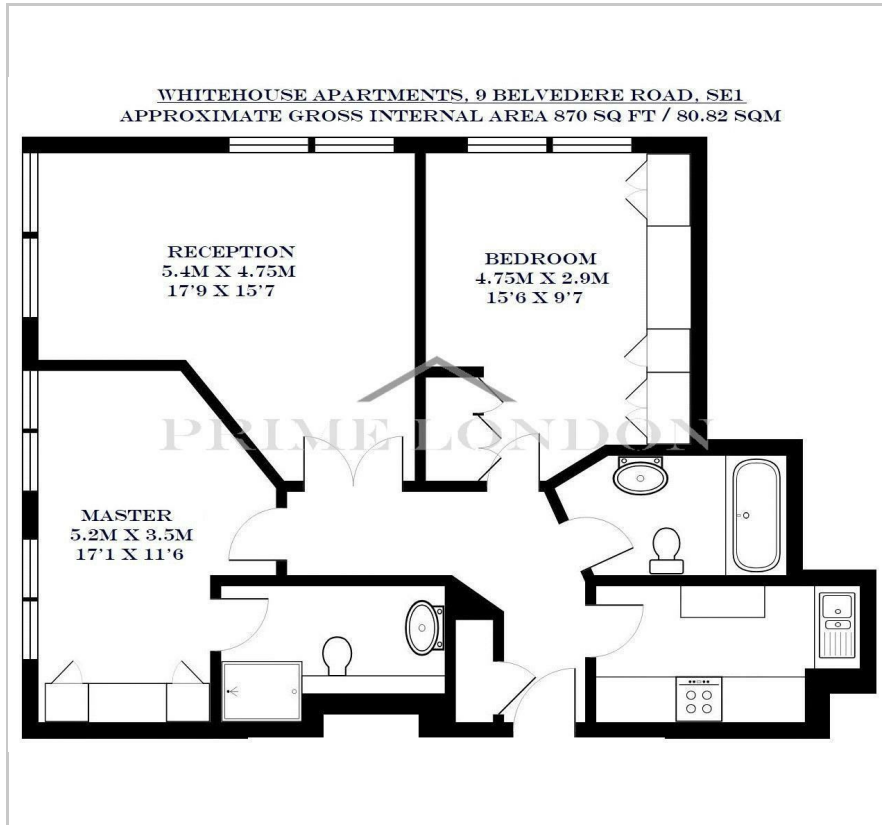 WHITEHOUSE APARTMENTS, 9 BELVEDERE ROAD, SE1
APPROXIMATE GROSS INTERNAL AREA 870 SQ FT / 80.82 SQM
RECEPTION
5.4M X 4.75M
17'9 X 15'7
BEDROOM
4.75M X 2.9M
15'6 X 9'7
PRIME LONDON
MASTER
5.2M X 3.5M
17'1 X 11'6